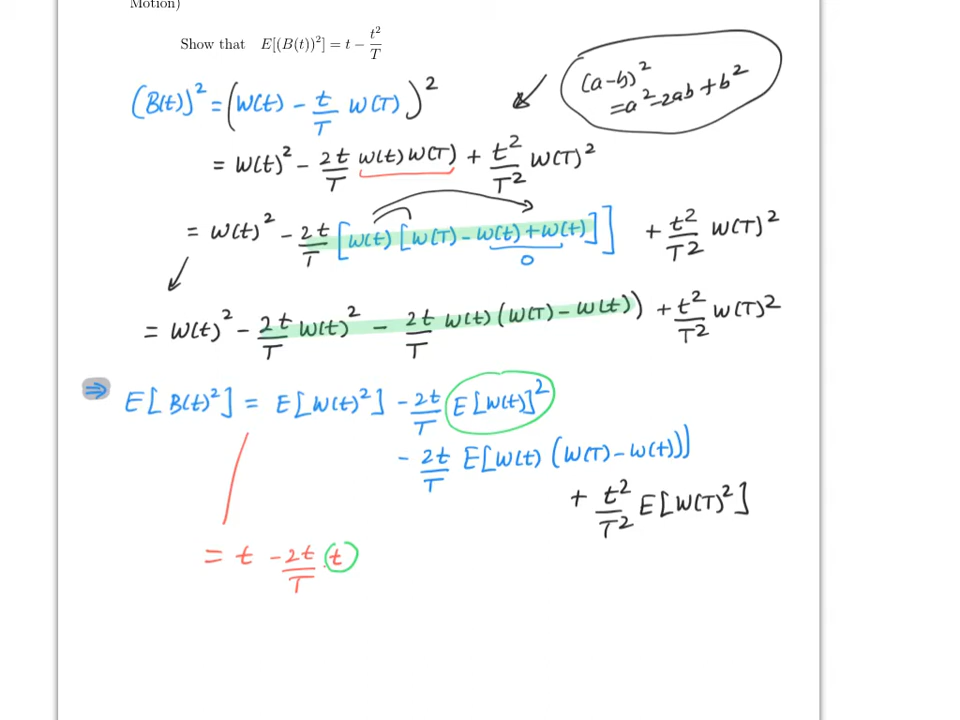 Motion)
Show that E[(B(t))²] = t − t²/T
(a-b)²
=a²-2ab+b²
(B(t))² = (W(t) - t/T W(T))²
= W(t)² - 2t/T W(t)W(T) + t²/T² W(T)²
= W(t)² - 2t/T [W(t) [W(T) - W(t) + W(t)]] + t²/T² W(T)²
0
= W(t)² - 2t/T W(t)² - 2t/T W(t) (W(T) - W(t)) + t²/T² W(T)²
⇒ E[B(t)²] = E[W(t)²] - 2t/T E[W(t)]²
- 2t/T E[W(t) (W(T) - W(t))]
+ t²/T² E[W(T)²]
= t - 2t/T . t